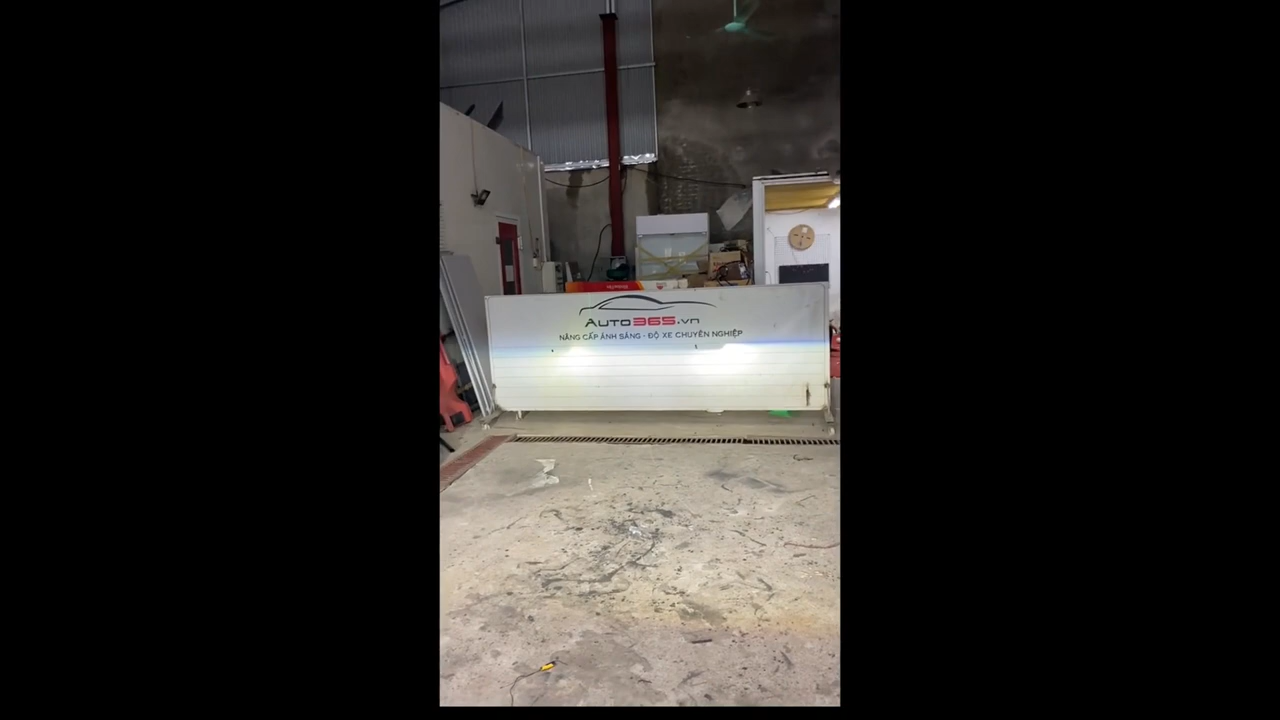 AUTO365.vn
NÂNG CẤP ÁNH SÁNG - ĐỘ XE CHUYÊN NGHIỆP